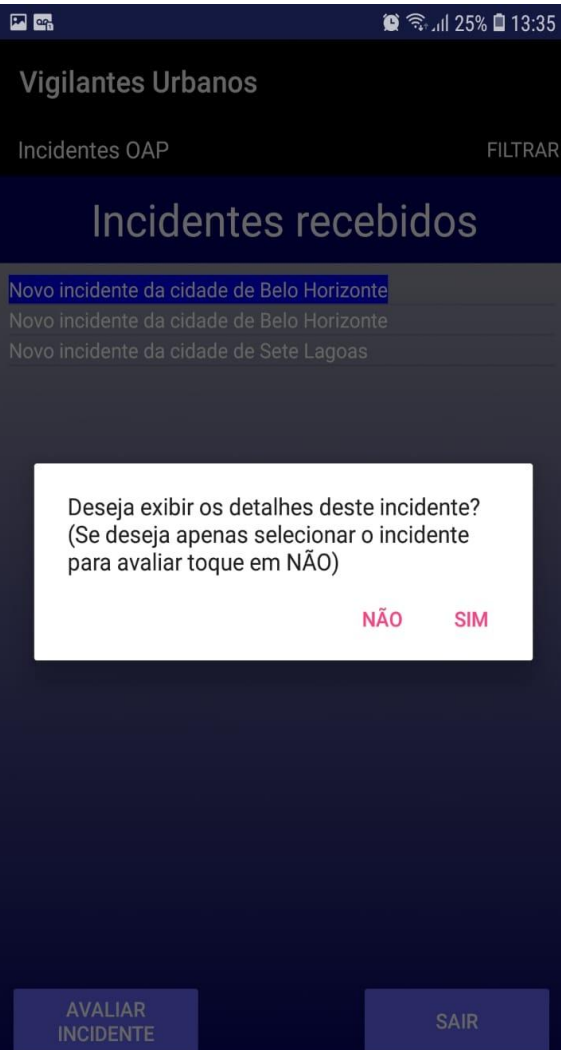 25% 13:35
Vigilantes Urbanos
Incidentes OAP FILTRAR
Incidentes recebidos
Novo incidente da cidade de Belo Horizonte
Novo incidente da cidade de Belo Horizonte
Novo incidente da cidade de Sete Lagoas
Deseja exibir os detalhes deste incidente?
(Se deseja apenas selecionar o incidente
para avaliar toque em NÃO)
NÃO SIM
AVALIAR
INCIDENTE
SAIR